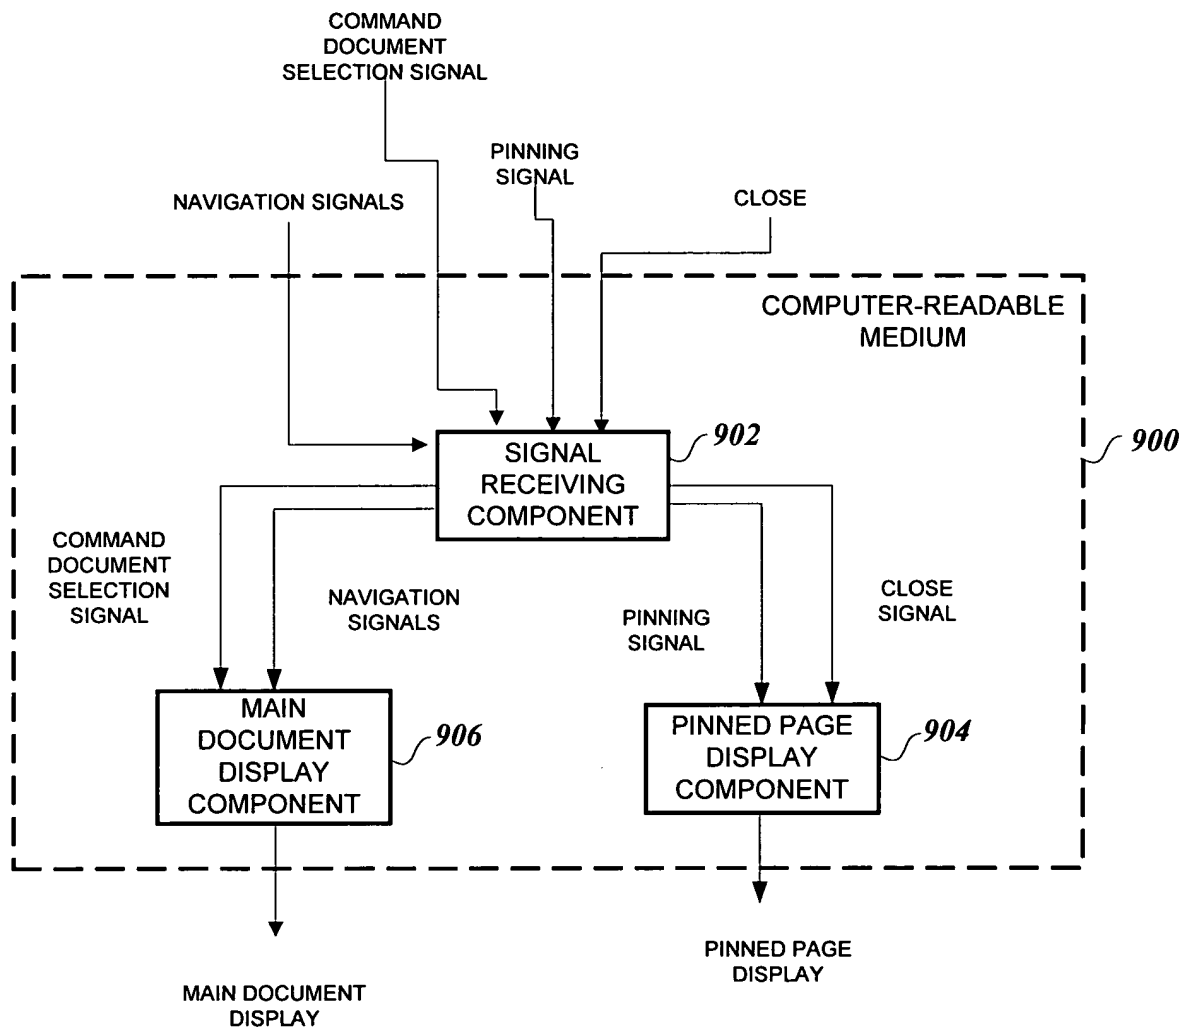 COMMAND
DOCUMENT
SELECTION SIGNAL
PINNING
SIGNAL
NAVIGATION SIGNALS
CLOSE
COMPUTER-READABLE
MEDIUM
902
900
SIGNAL
RECEIVING
COMPONENT
COMMAND
DOCUMENT
SELECTION
SIGNAL
NAVIGATION
SIGNALS
PINNING
SIGNAL
CLOSE
SIGNAL
MAIN
DOCUMENT
DISPLAY
COMPONENT
906
PINNED PAGE
DISPLAY
COMPONENT
904
MAIN DOCUMENT
DISPLAY
PINNED PAGE
DISPLAY